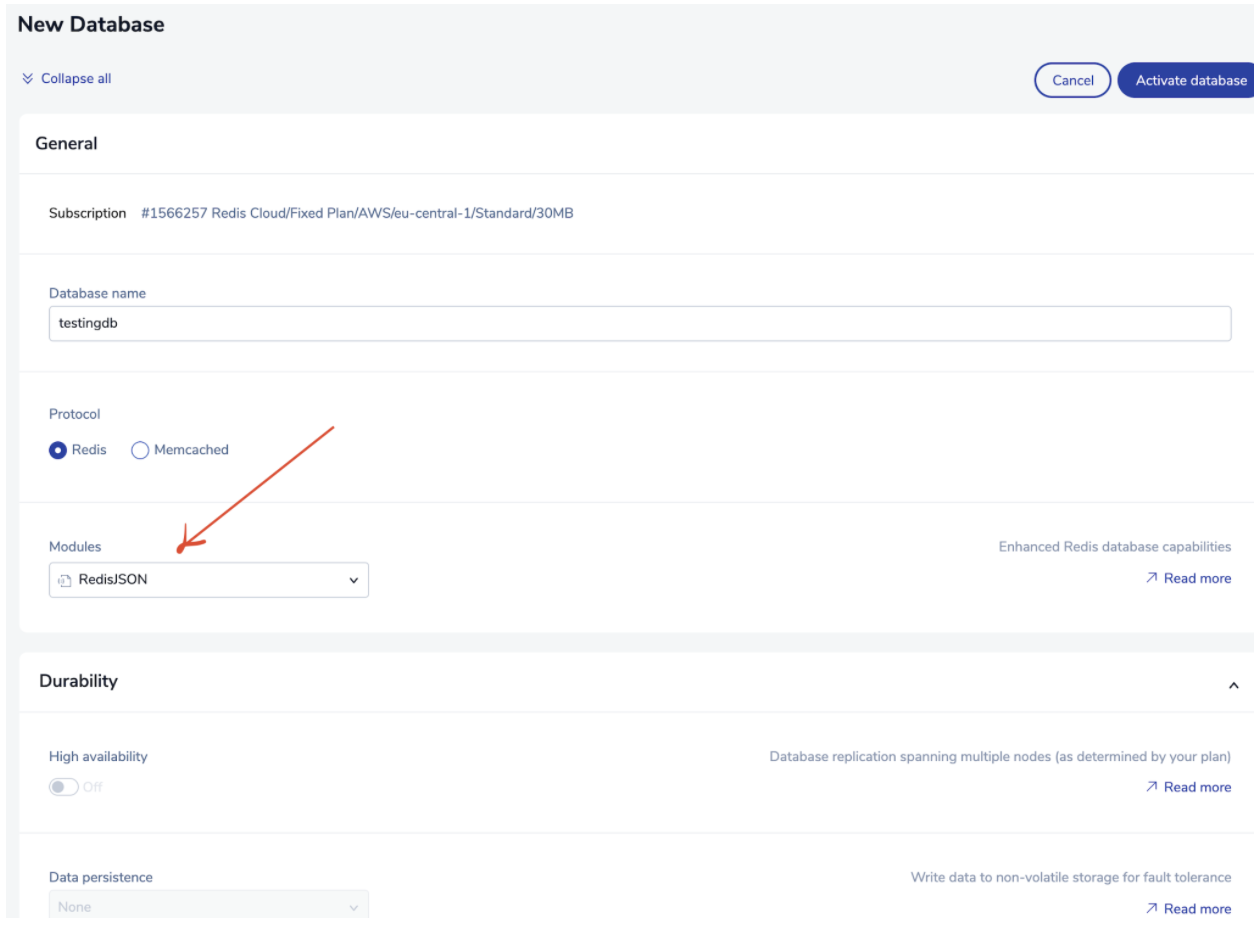 New Database
Collapse all
Cancel
Activate database
General
Subscription #1566257 Redis Cloud/Fixed Plan/AWS/eu-central-1/Standard/30MB
Database name
testingdb
Protocol
Redis
Memcached
Modules
Enhanced Redis database capabilities
RedisJSON
Read more
Durability
High availability
Database replication spanning multiple nodes (as determined by your plan)
Off
Read more
Data persistence
Write data to non-volatile storage for fault tolerance
None
Read more